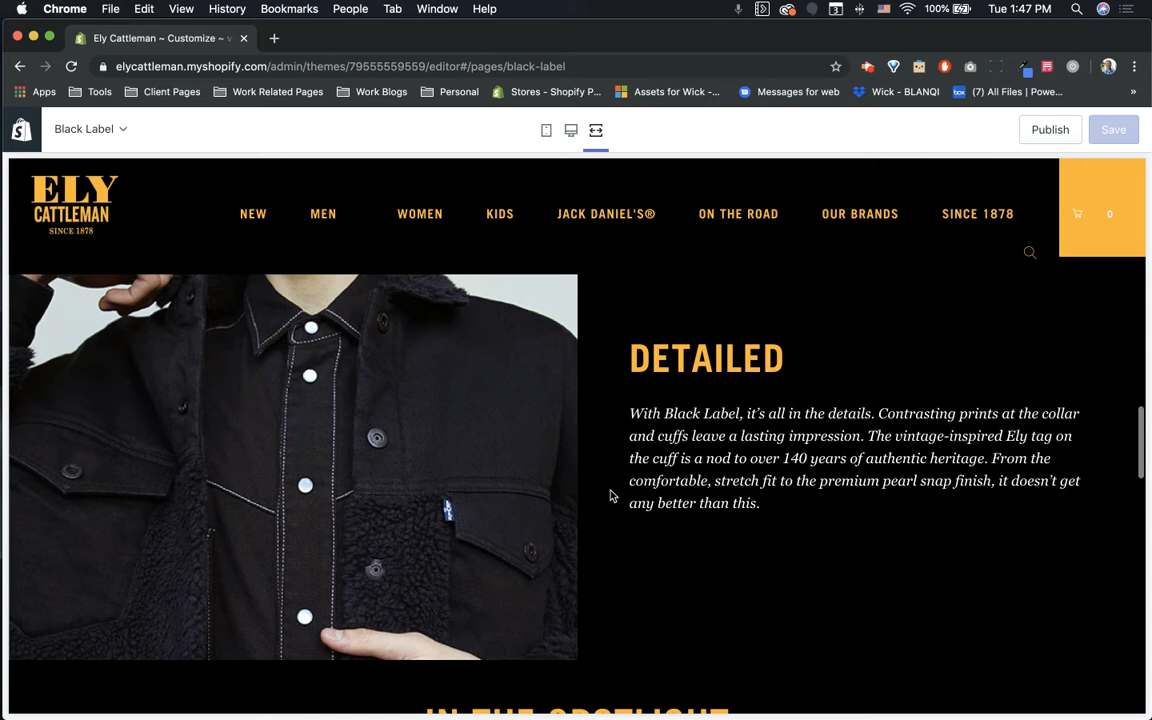 Chrome File Edit View History Bookmarks People Tab Window Help 3 100% Tue 1:47 PM
Ely Cattleman ~ Customize ~
elycattleman.myshopify.com/admin/themes/79555559559/editor#/pages/black-label
Apps Tools Client Pages Work Related Pages Work Blogs Personal Stores - Shopify P... Assets for Wick -... Messages for web Wick - BLANQI box (7) All Files | Powe... »
Black Label Publish Save
ELY
CATTLEMAN
SINCE 1878
NEW MEN WOMEN KIDS JACK DANIEL'S® ON THE ROAD OUR BRANDS SINCE 1878 0
DETAILED
With Black Label, it's all in the details. Contrasting prints at the collar
and cuffs leave a lasting impression. The vintage-inspired Ely tag on
the cuff is a nod to over 140 years of authentic heritage. From the
comfortable, stretch fit to the premium pearl snap finish, it doesn't get
any better than this.
IN THE SPOTLIGHT